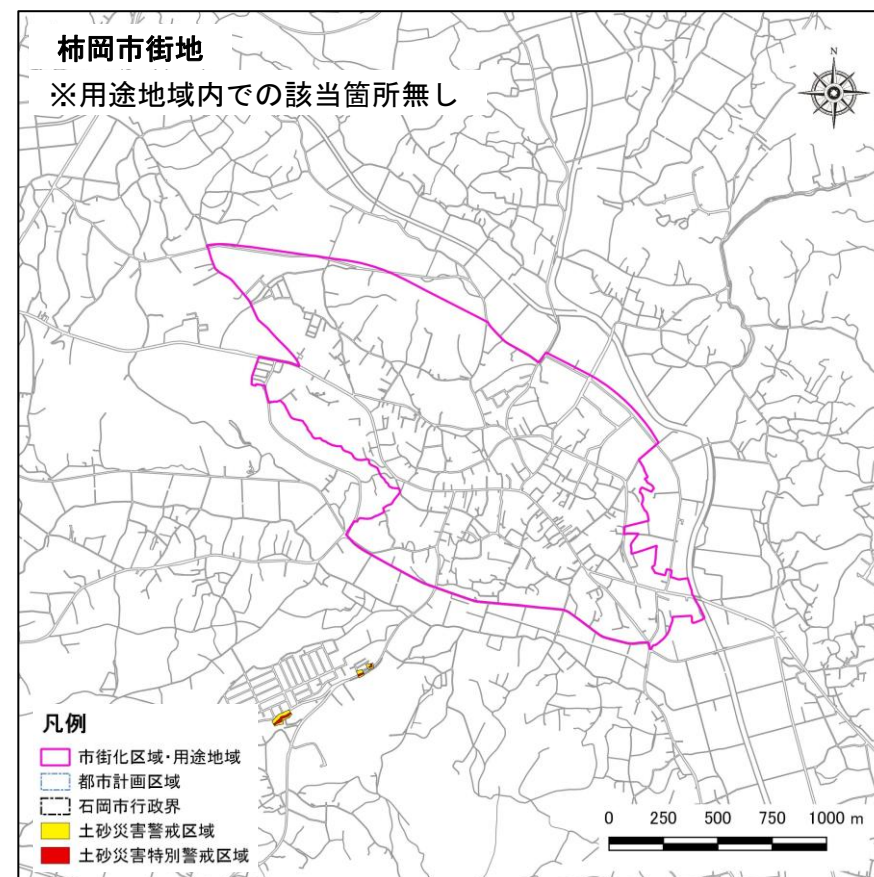 柿岡市街地
※用途地域内での該当箇所無し
N
凡例
市街化区域・用途地域
都市計画区域
石岡市行政界
土砂災害警戒区域
土砂災害特別警戒区域
0 250 500 750 1000 m